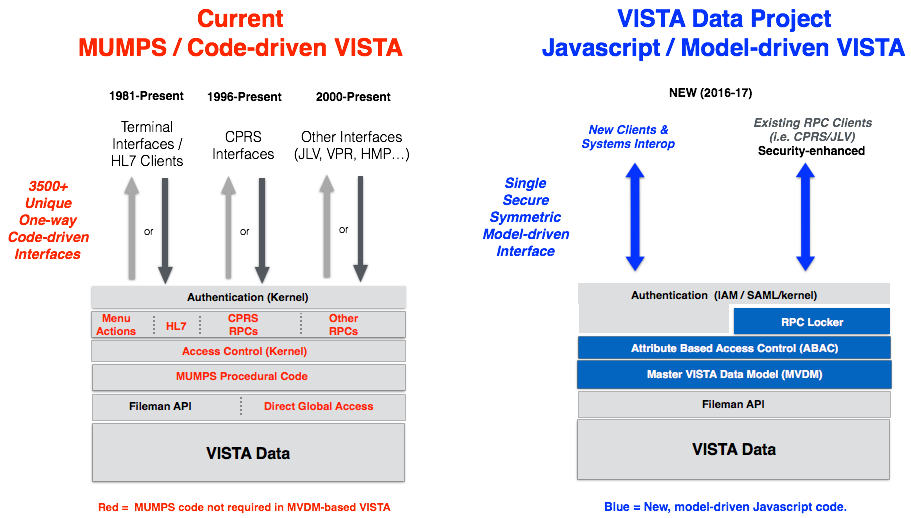 Current
MUMPS / Code-driven VISTA
1981-Present
1996-Present
2000-Present
Terminal
Interfaces /
HL7 Clients
CPRS
Interfaces
Other Interfaces
(JLV, VPR, HMP…)
3500+
Unique
One-way
Code-driven
Interfaces
or
or
or
Authentication (Kernel)
Menu
Actions
HL7
CPRS
RPCs
Other
RPCs
Access Control (Kernel)
MUMPS Procedural Code
Fileman API
Direct Global Access
VISTA Data
Red = MUMPS code not required in MVDM-based VISTA
VISTA Data Project
Javascript / Model-driven VISTA
NEW (2016-17)
New Clients &
Systems Interop
Existing RPC Clients
(i.e. CPRS/JLV)
Security-enhanced
Single
Secure
Symmetric
Model-driven
Interface
Authentication (IAM / SAML/kernel)
RPC Locker
Attribute Based Access Control (ABAC)
Master VISTA Data Model (MVDM)
Fileman API
VISTA Data
Blue = New, model-driven Javascript code.